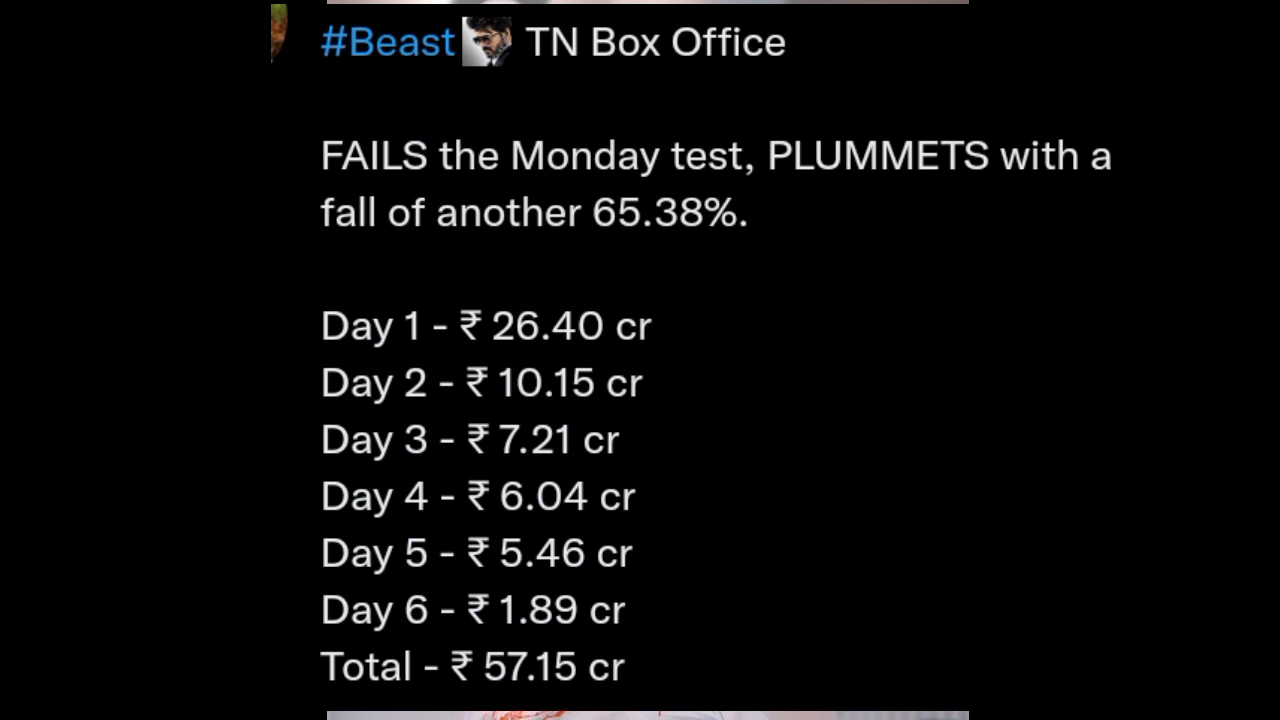 #Beast TN Box Office
FAILS the Monday test, PLUMMETS with a
fall of another 65.38%.
Day 1 - ₹ 26.40 cr
Day 2 - ₹ 10.15 cr
Day 3 - ₹ 7.21 cr
Day 4 - ₹ 6.04 cr
Day 5 - ₹ 5.46 cr
Day 6 - ₹ 1.89 cr
Total - ₹ 57.15 cr